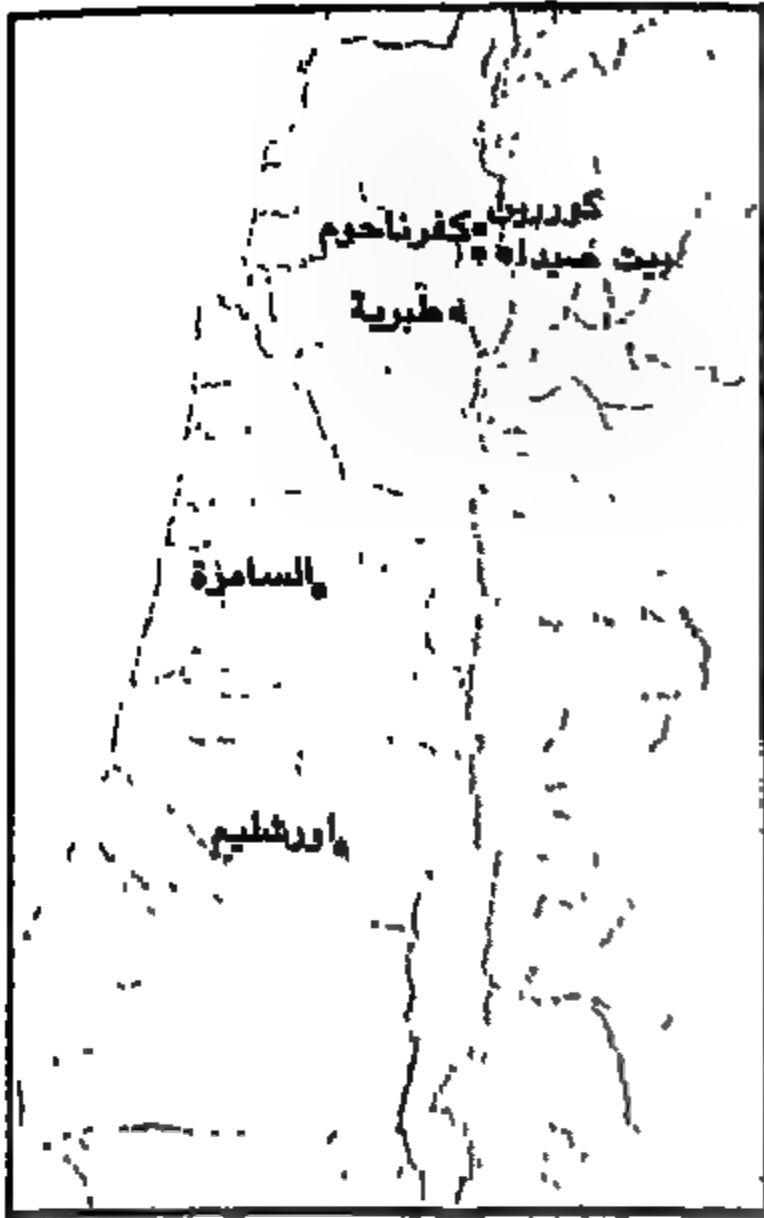 كورزين
كفرناحوم
بيت صيدا
طبرية
السامرة
اورشليم